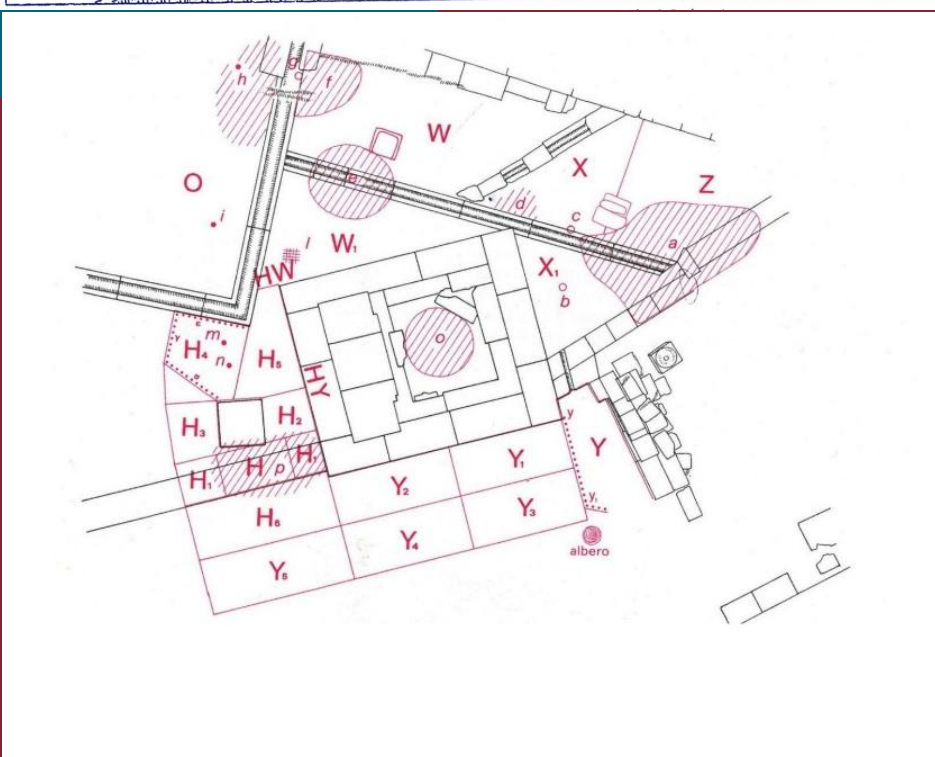 g
h
f
W
X
Z
O
e
d
c
a
i
l
W₁
HW
X₁
b
m
H₄
n
H₅
o
HY
H₃
H₂
y
Y
H₁
H
p
H₁
Y₂
Y₁
H₆
Y₃
y₁
Y₄
Y₅
albero